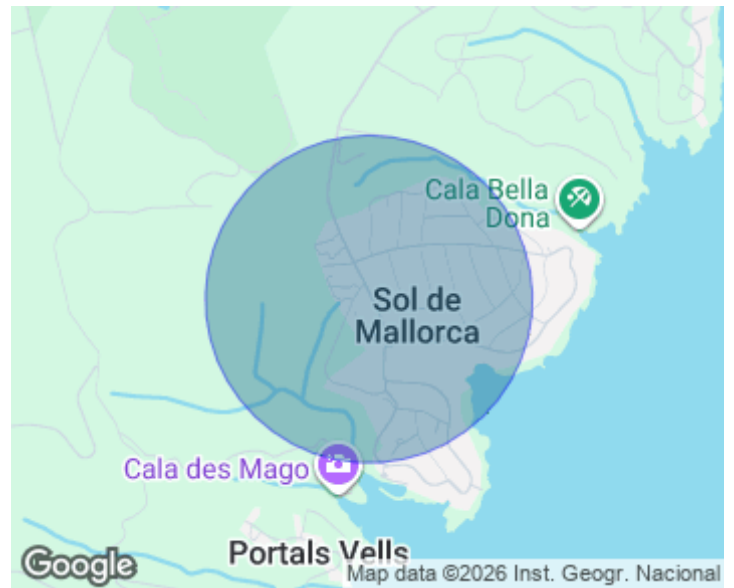 Cala Bella
Dona
Sol de
Mallorca
Cala des Mago
Portals Vells
Google
Map data ©2026 Inst. Geogr. Nacional